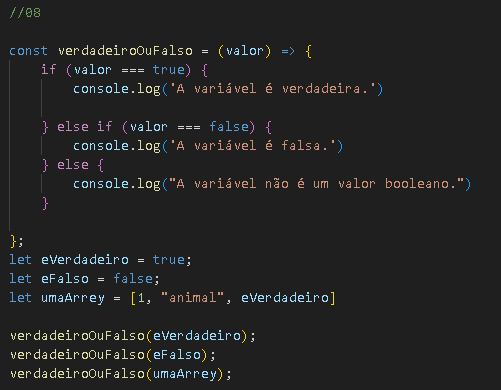 //08
const verdadeiroOuFalso = (valor) => {
if (valor === true) {
console.log('A variável é verdadeira.')
} else if (valor === false) {
console.log('A variável é falsa.')
} else {
console.log("A variável não é um valor booleano.")
}
};
let eVerdadeiro = true;
let eFalso = false;
let umaArrey = [1, "animal", eVerdadeiro]
verdadeiroOuFalso(eVerdadeiro);
verdadeiroOuFalso(eFalso);
verdadeiroOuFalso(umaArrey);